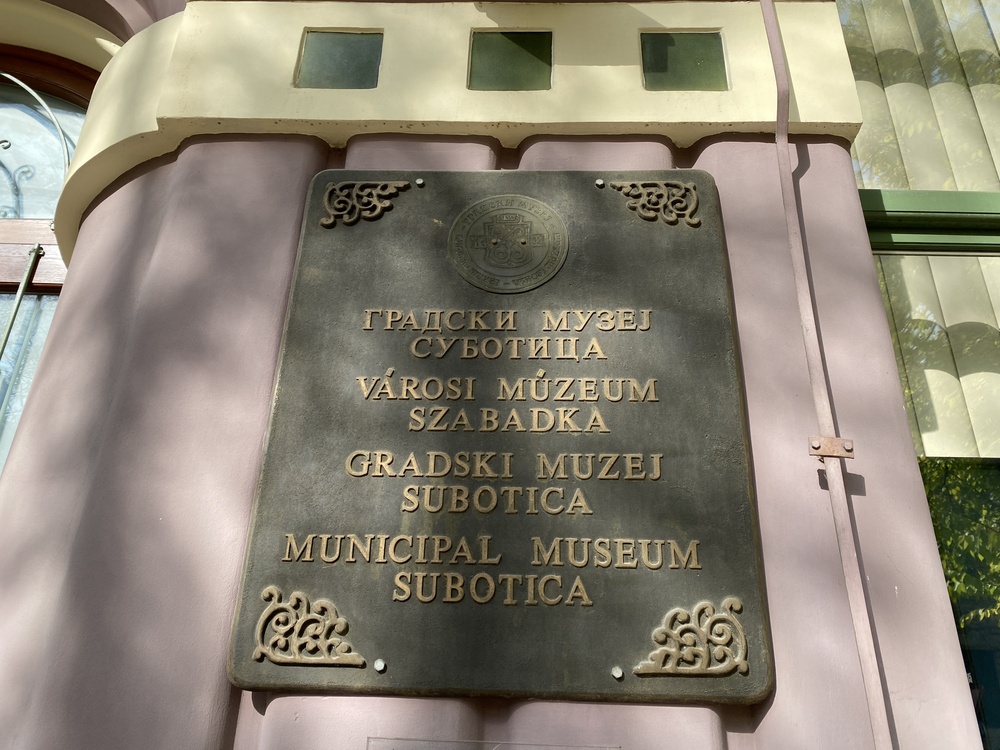 ГРАДСКИ МУЗЕЈ
СУБОТИЦА
VÁROSI MÚZEUM
SZABADKA
GRADSKI MUZEJ
SUBOTICA
MUNICIPAL MUSEUM
SUBOTICA